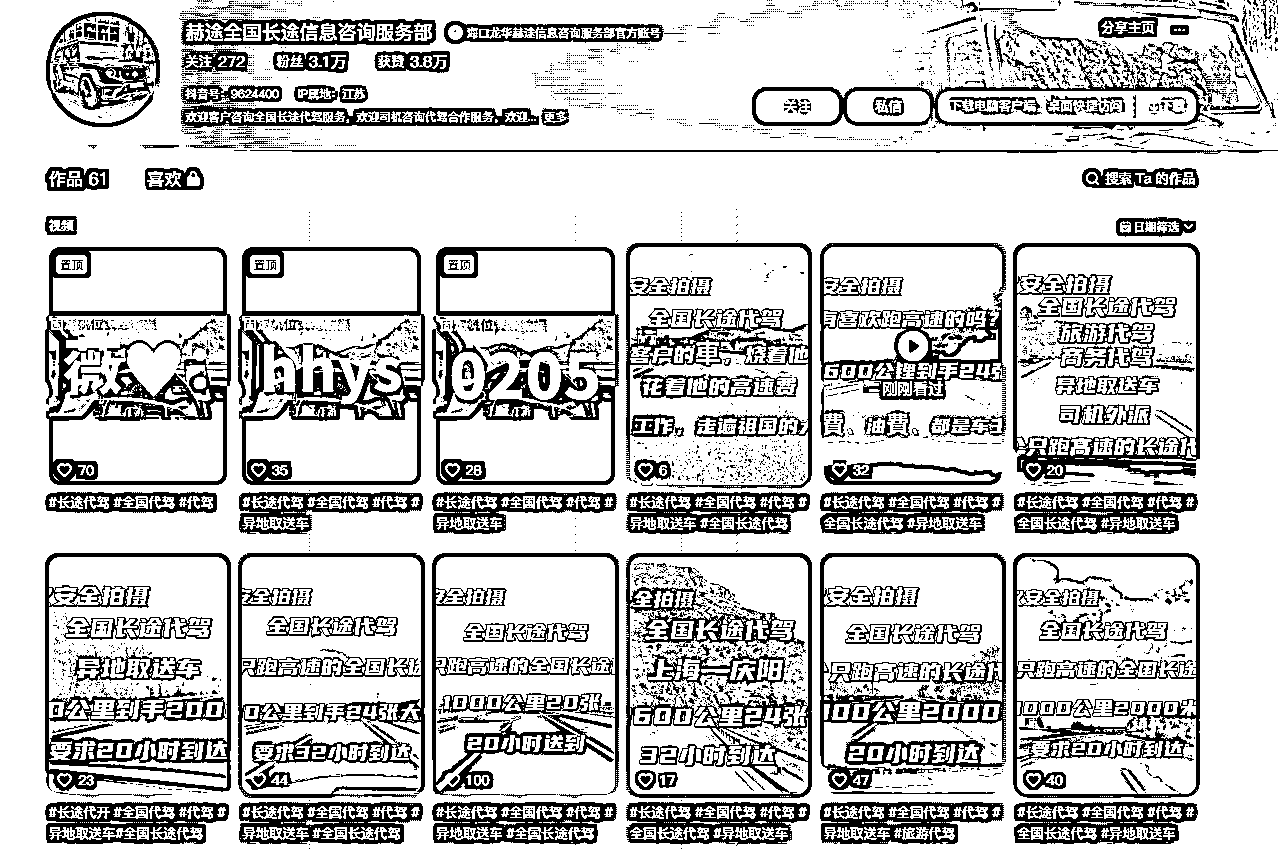 赫途全国长途信息咨询服务部 海口龙华赫途信息咨询服务部官方账号
分享主页 ...
关注 272 粉丝 3.1万 获赞 3.8万
抖音号: 9624400 IP属地: 江苏
欢迎客户咨询全国长途代驾服务, 欢迎司机咨询代驾合作服务, 欢迎... 更多
关注 私信 下载电脑客户端, 桌面快捷访问 下载
作品 61 喜欢
搜索 Ta 的作品
视频
日期筛选
置顶
微
70
#长途代驾 #全国代驾 #代驾
置顶
hhys
35
#长途代驾 #全国代驾 #代驾 #
异地取送车
置顶
0205
28
#长途代驾 #全国代驾 #代驾 #
异地取送车
安全拍摄
全国长途代驾
客户的車,烧着他
花着他的高速费
工作, 走遍祖国的
6
#长途代驾 #全国代驾 #代驾 #
异地取送车 #全国长途代驾
安全拍摄
有喜欢跑高速的吗?
600公里到手245
刚刚看过
費、油費、都是车主
32
#长途代驾 #全国代驾 #代驾 #
全国长途代驾 #异地取送车
安全拍摄
全国长途代驾
旅游代驾
商务代驾
异地取送车
司机外派
只跑高速的长途代
20
#长途代驾 #全国代驾 #代驾 #
全国长途代驾 #异地取送车
安全拍摄
全国长途代驾
异地取送车
0公里到手200
要求20小时到达
23
#长途代开 #全国代驾 #代驾 #
异地取送车#全国长途代驾
安全拍摄
全国长途代驾
只跑高速的全国长途
0公里到手24张大
要求32小时到达
44
#长途代驾 #全国代驾 #代驾 #
异地取送车 #全国长途代驾
安全拍摄
全国长途代驾
只跑高速的全国长途
1000公里20张
20小时送到
100
#长途代驾 #全国代驾 #代驾 #
异地取送车 #全国长途代驾
全拍摄
全国长途代驾
上海—庆阳
1600公里24张
32小时到达
17
#长途代驾 #全国代驾 #代驾 #
全国长途代驾 #异地取送车
安全拍摄
全国长途代驾
只跑高速的长途代
100公里2000
20小时到达
47
#长途代驾 #全国代驾 #代驾 #
异地取送车 #旅游代驾
安全拍摄
全国长途代驾
只跑高速的全国长途
1000公里2000米
要求20小时到达
40
#长途代驾 #全国代驾 #代驾 #
全国长途代驾 #异地取送车